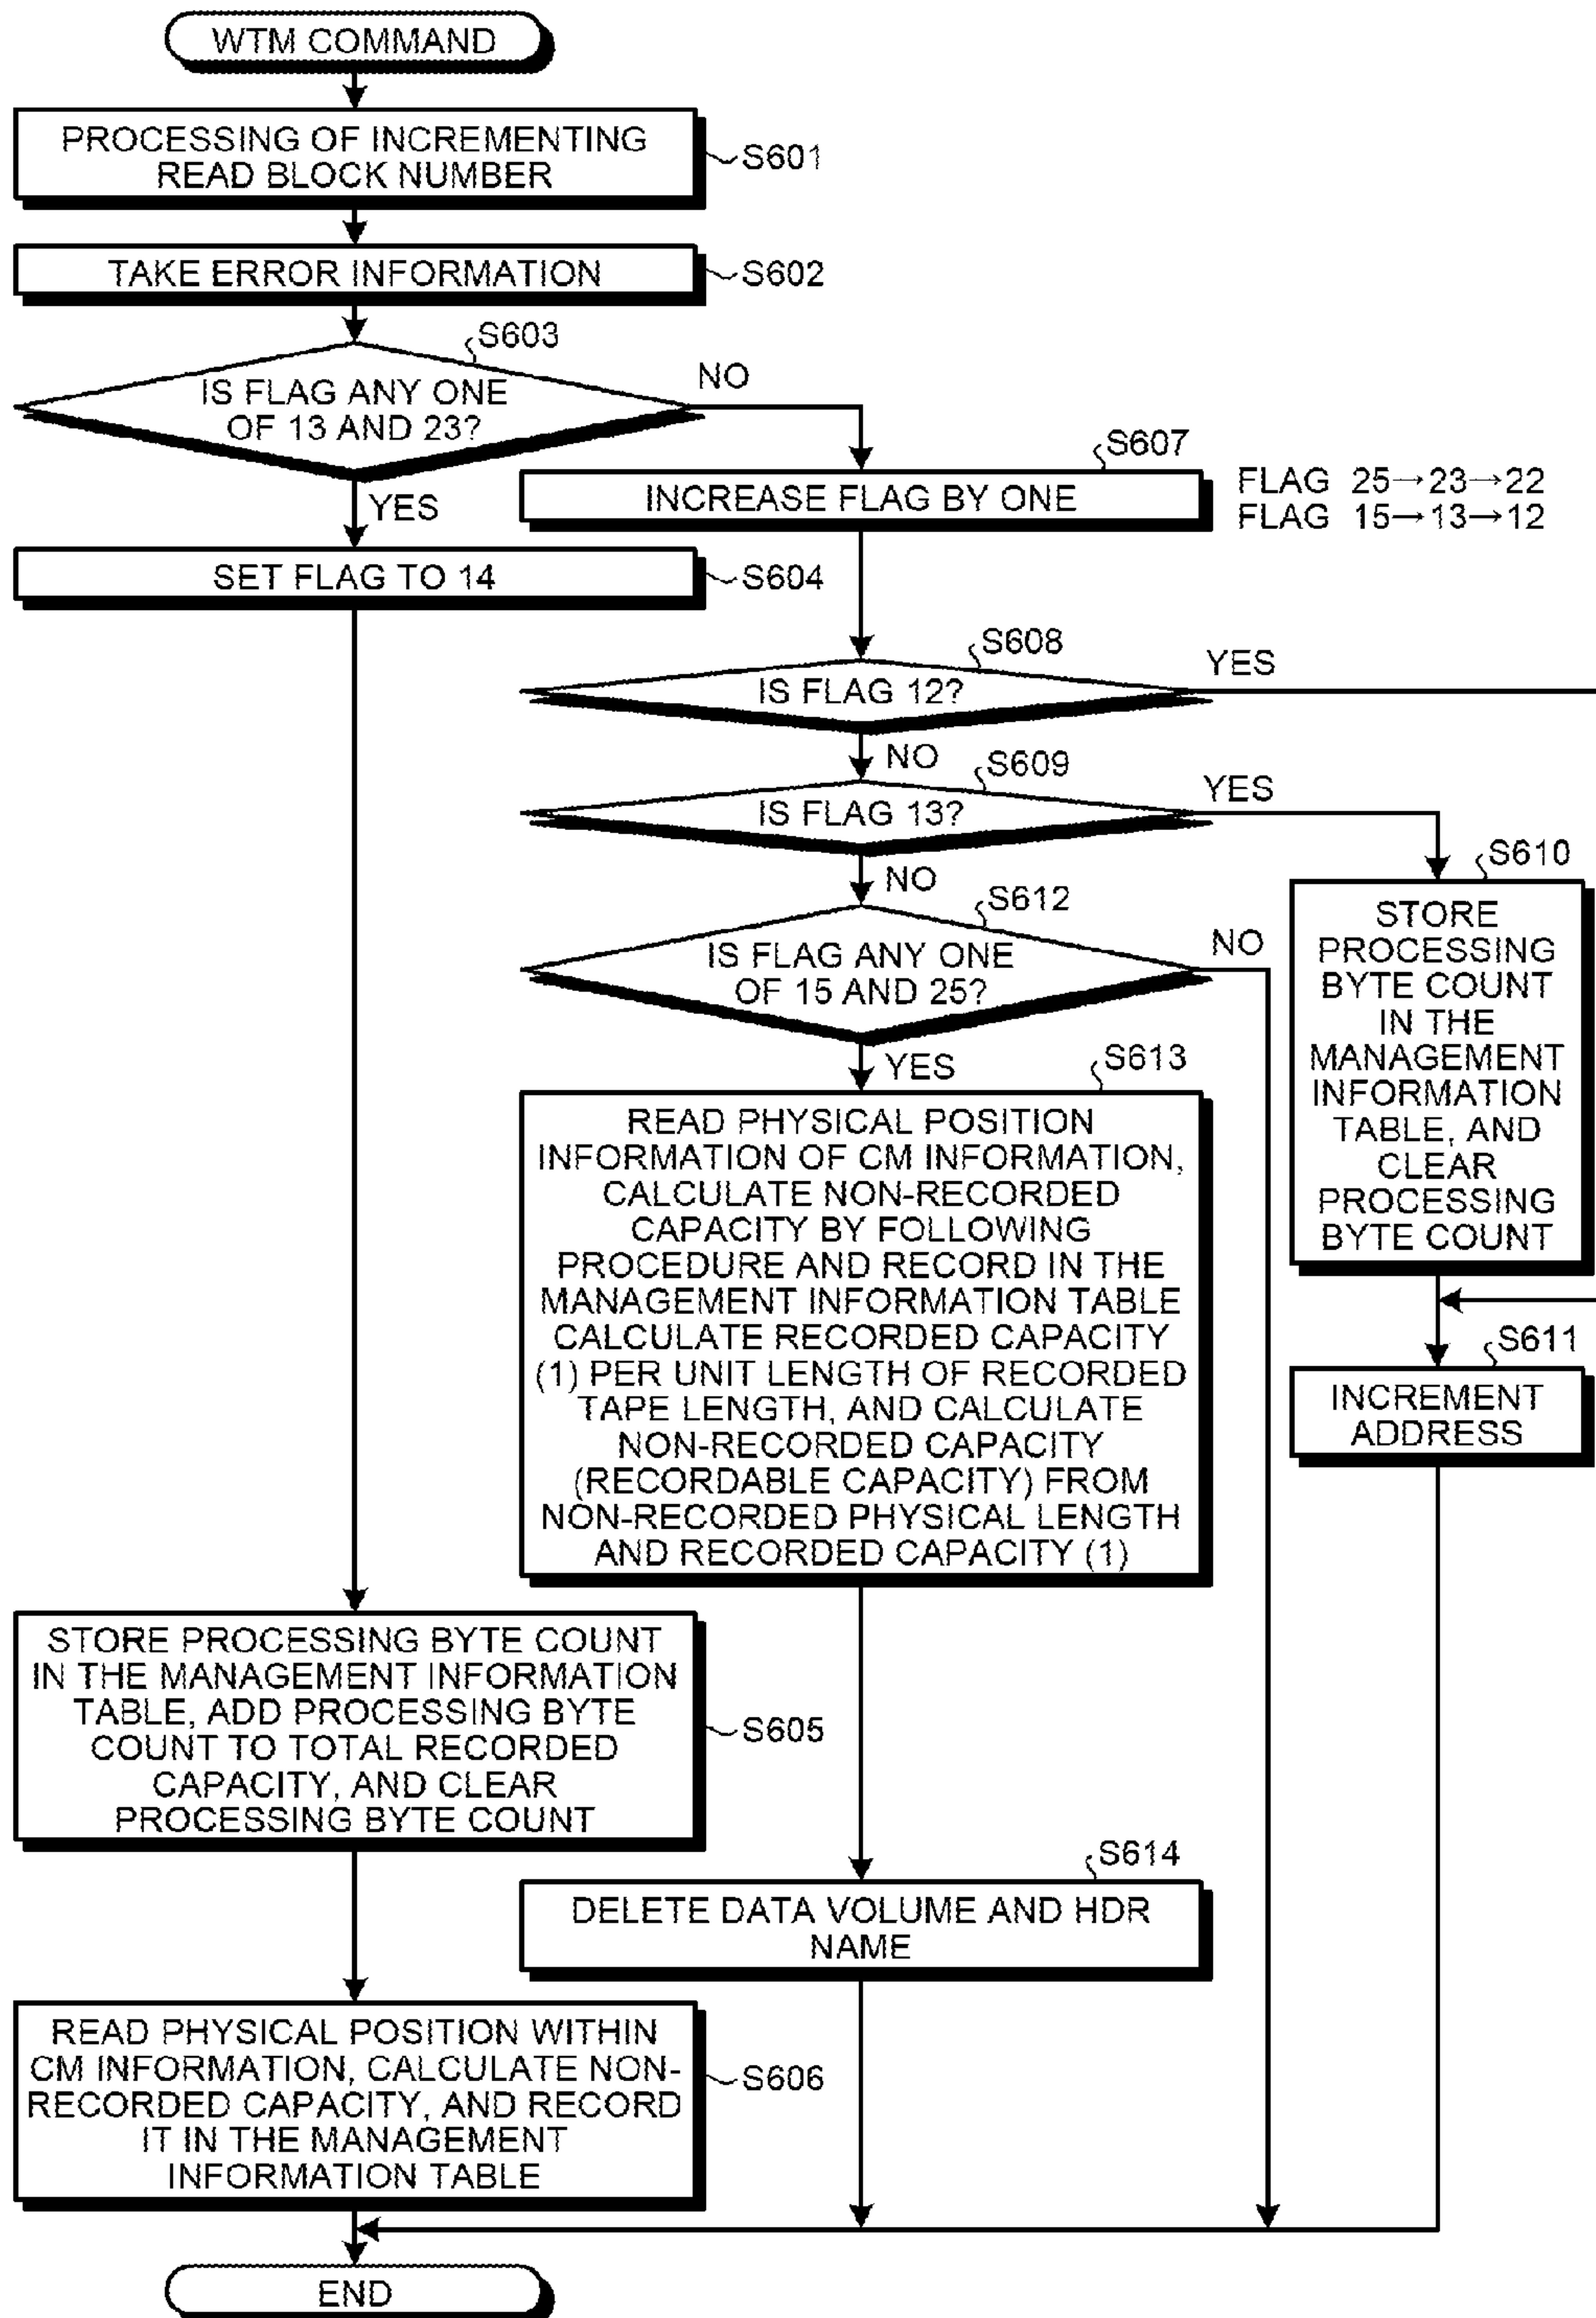 WTM COMMAND
PROCESSING OF INCREMENTING
READ BLOCK NUMBER
S601
TAKE ERROR INFORMATION
S602
S603
IS FLAG ANY ONE
OF 13 AND 23?
NO
YES
SET FLAG TO 14
S604
S607
INCREASE FLAG BY ONE
FLAG 25→23→22
FLAG 15→13→12
S608
IS FLAG 12?
YES
NO
S609
IS FLAG 13?
YES
NO
S610
STORE
PROCESSING
BYTE COUNT
IN THE
MANAGEMENT
INFORMATION
TABLE, AND
CLEAR
PROCESSING
BYTE COUNT
S611
INCREMENT
ADDRESS
S612
IS FLAG ANY ONE
OF 15 AND 25?
NO
YES
S613
READ PHYSICAL POSITION
INFORMATION OF CM INFORMATION,
CALCULATE NON-RECORDED
CAPACITY BY FOLLOWING
PROCEDURE AND RECORD IN THE
MANAGEMENT INFORMATION TABLE
CALCULATE RECORDED CAPACITY
(1) PER UNIT LENGTH OF RECORDED
TAPE LENGTH, AND CALCULATE
NON-RECORDED CAPACITY
(RECORDABLE CAPACITY) FROM
NON-RECORDED PHYSICAL LENGTH
AND RECORDED CAPACITY (1)
STORE PROCESSING BYTE COUNT
IN THE MANAGEMENT INFORMATION
TABLE, ADD PROCESSING BYTE
COUNT TO TOTAL RECORDED
CAPACITY, AND CLEAR
PROCESSING BYTE COUNT
S605
S614
DELETE DATA VOLUME AND HDR
NAME
READ PHYSICAL POSITION WITHIN
CM INFORMATION, CALCULATE NON-
RECORDED CAPACITY, AND RECORD
IT IN THE MANAGEMENT
INFORMATION TABLE
S606
END